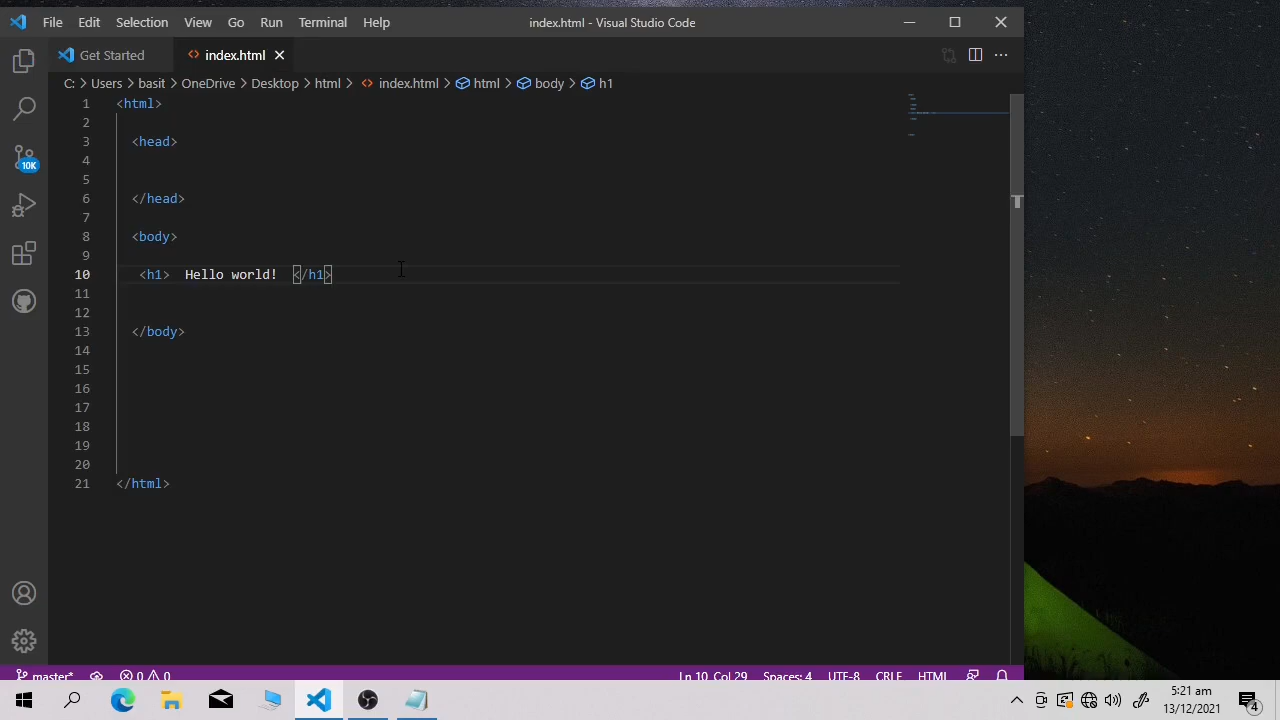 File Edit Selection View Go Run Terminal Help index.html - Visual Studio Code
Get Started index.html
C: > Users > basit > OneDrive > Desktop > html > index.html > html > body > h1
1 <html>
2
3 <head>
4
5
6 </head>
7
8 <body>
9
10 <h1>  Hello world!  </h1>
11
12
13 </body>
14
15
16
17
18
19
20
21 </html>
10K
master* 0 0 Ln 10, Col 29 Spaces: 4 UTF-8 CRLF HTML
5:21 am
13/12/2021
4